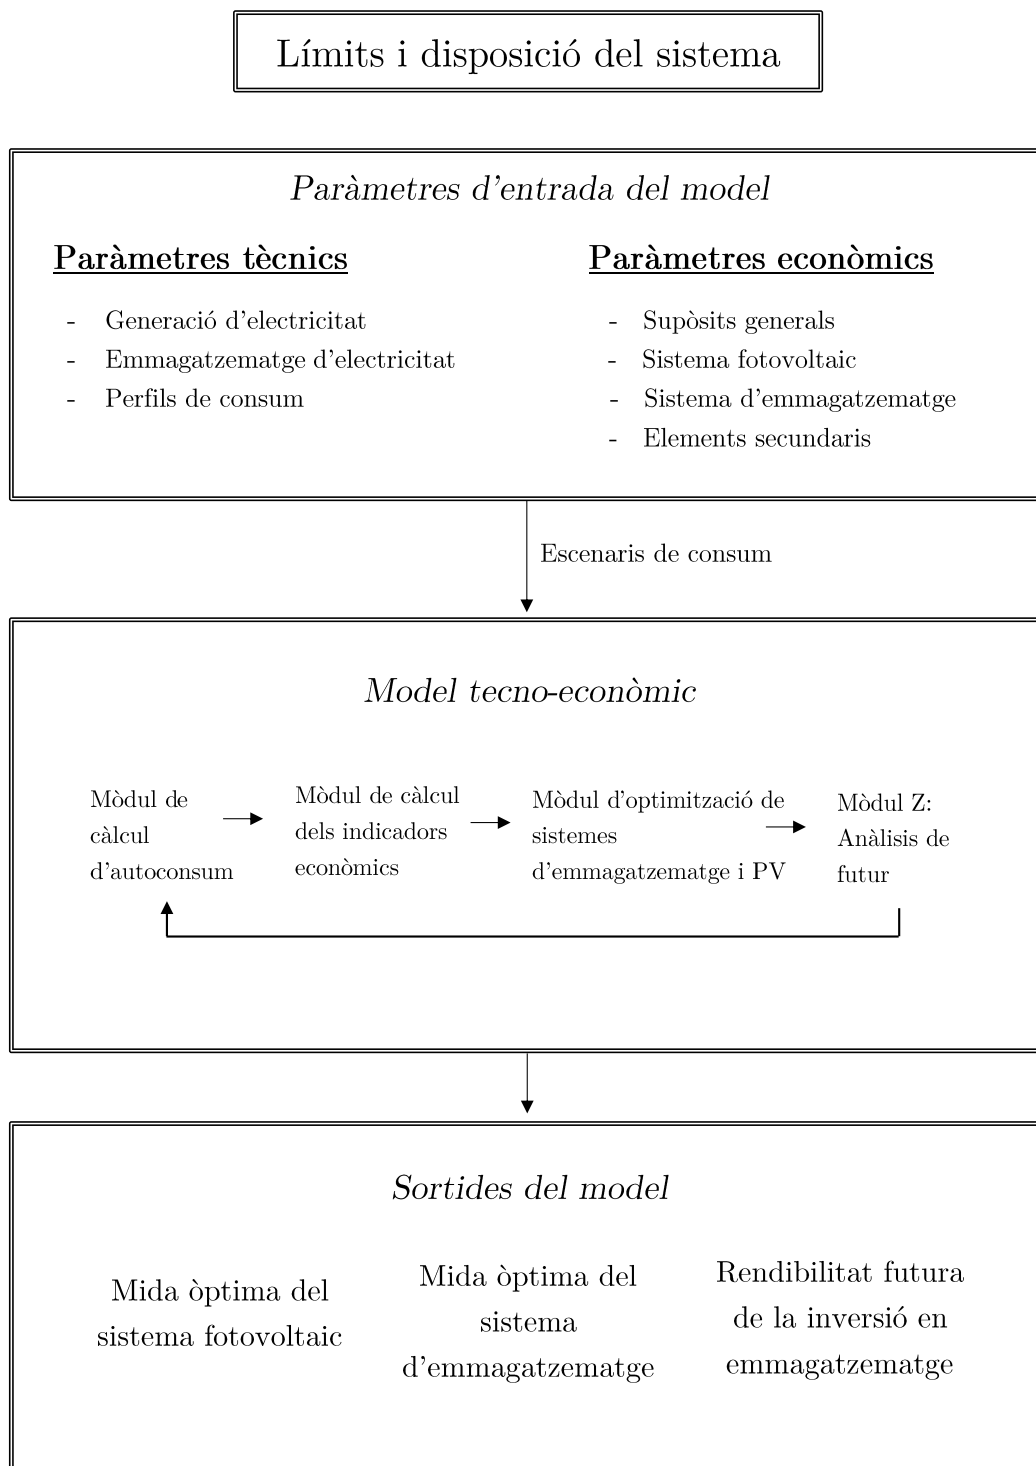 Límits i disposició del sistema
Paràmetres d'entrada del model
Paràmetres tècnics
- Generació d'electricitat
- Emmagatzematge d'electricitat
- Perfils de consum
Paràmetres econòmics
- Supòsits generals
- Sistema fotovoltaic
- Sistema d'emmagatzematge
- Elements secundaris
Escenaris de consum
Model tecno-econòmic
Mòdul de
càlcul
d'autoconsum
Mòdul de càlcul
dels indicadors
econòmics
Mòdul d'optimització de
sistemes
d'emmagatzematge i PV
Mòdul Z:
Anàlisis de
futur
Sortides del model
Mida òptima del
sistema fotovoltaic
Mida òptima del
sistema
d'emmagatzematge
Rendibilitat futura
de la inversió en
emmagatzematge